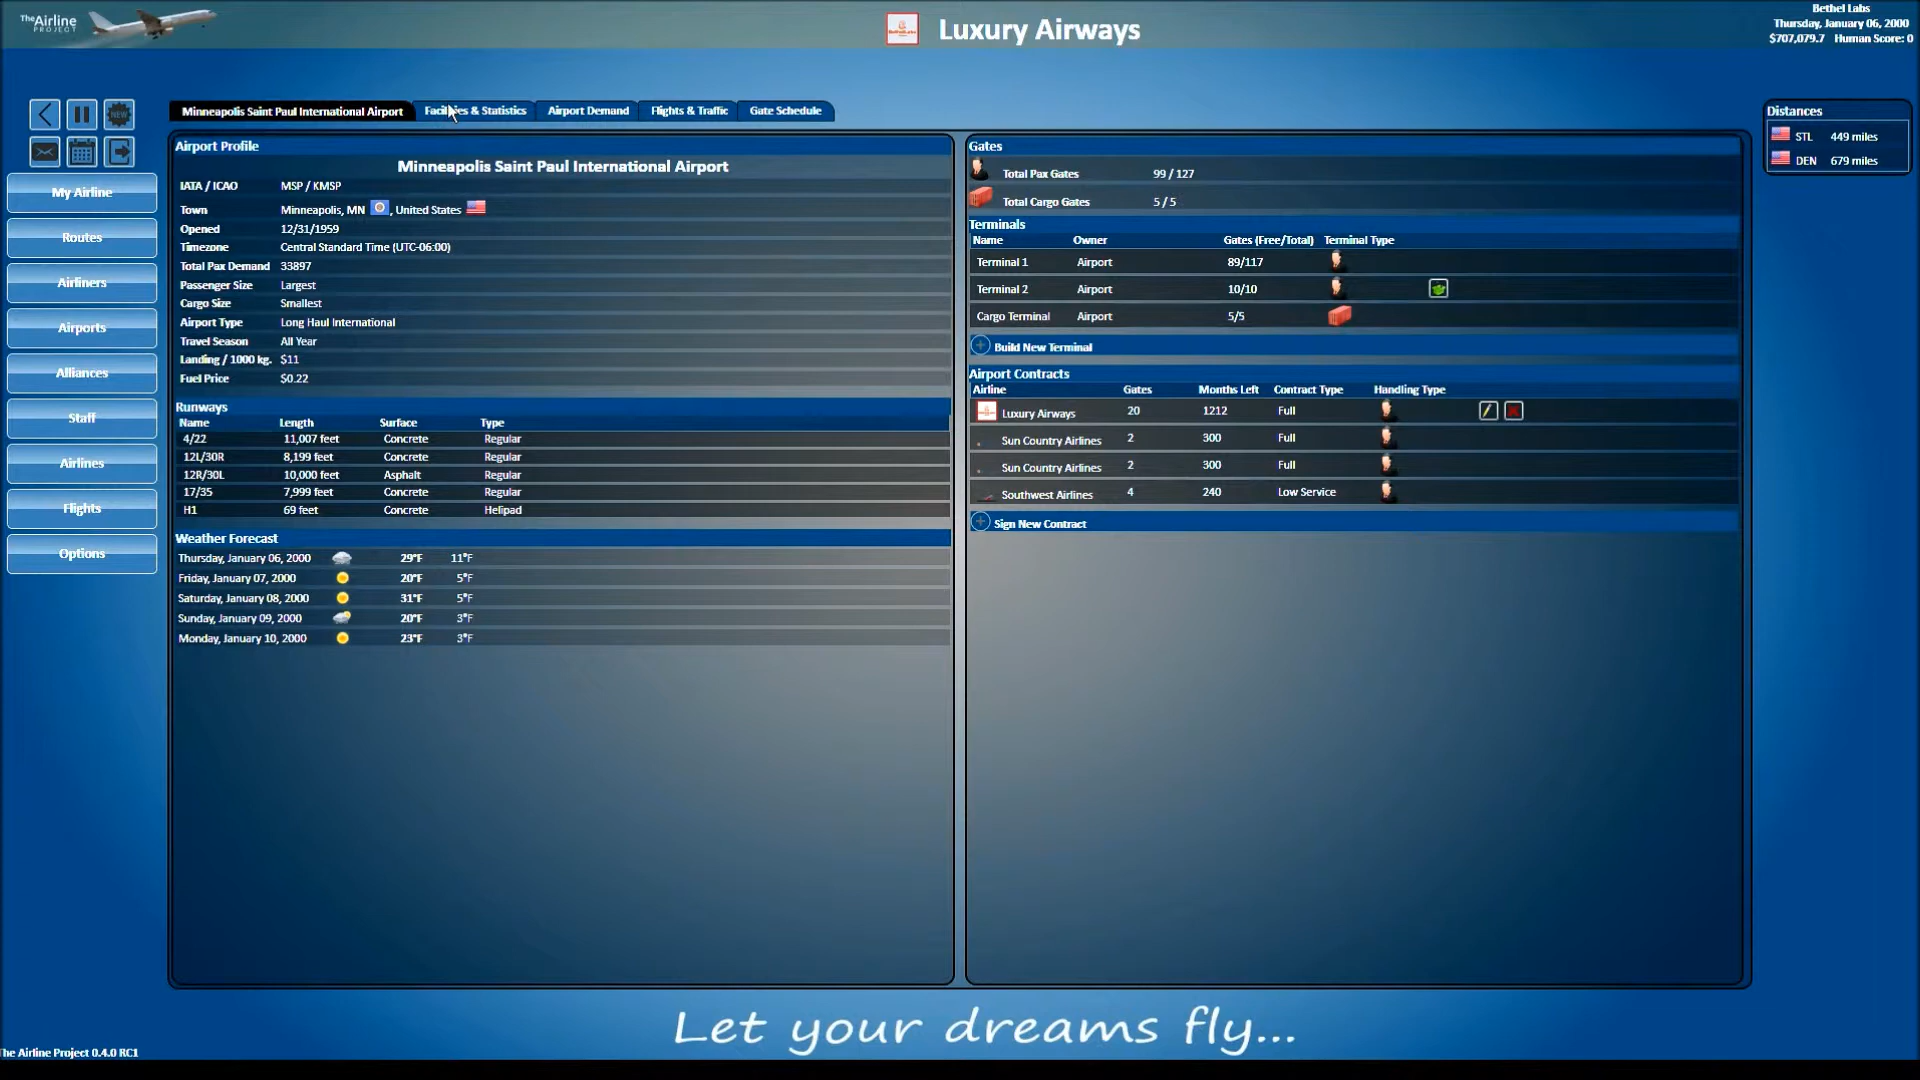 The Airline
PROJECT
Luxury Airways
Bethel Labs
Thursday, January 06, 2000
$707,079.7 Human Score: 0
NEW
Minneapolis Saint Paul International Airport
Facilities & Statistics
Airport Demand
Flights & Traffic
Gate Schedule
My Airline
Routes
Airliners
Airports
Alliances
Staff
Airlines
Flights
Options
Airport Profile
Minneapolis Saint Paul International Airport
IATA / ICAO MSP / KMSP
Town Minneapolis, MN , United States
Opened 12/31/1959
Timezone Central Standard Time (UTC-06:00)
Total Pax Demand 33897
Passenger Size Largest
Cargo Size Smallest
Airport Type Long Haul International
Travel Season All Year
Landing / 1000 kg. $11
Fuel Price $0.22
Runways
Name Length Surface Type
4/22 11,007 feet Concrete Regular
12L/30R 8,199 feet Concrete Regular
12R/30L 10,000 feet Asphalt Regular
17/35 7,999 feet Concrete Regular
H1 69 feet Concrete Helipad
Weather Forecast
Thursday, January 06, 2000 29°F 11°F
Friday, January 07, 2000 20°F 5°F
Saturday, January 08, 2000 31°F 5°F
Sunday, January 09, 2000 20°F 3°F
Monday, January 10, 2000 23°F 3°F
Gates
Total Pax Gates 99 / 127
Total Cargo Gates 5 / 5
Terminals
Name Owner Gates (Free/Total) Terminal Type
Terminal 1 Airport 89/117
Terminal 2 Airport 10/10
Cargo Terminal Airport 5/5
Build New Terminal
Airport Contracts
Airline Gates Months Left Contract Type Handling Type
Luxury Airways 20 1212 Full
Sun Country Airlines 2 300 Full
Sun Country Airlines 2 300 Full
Southwest Airlines 4 240 Low Service
Sign New Contract
Distances
STL 449 miles
DEN 679 miles
Let your dreams fly...
The Airline Project 0.4.0 RC1